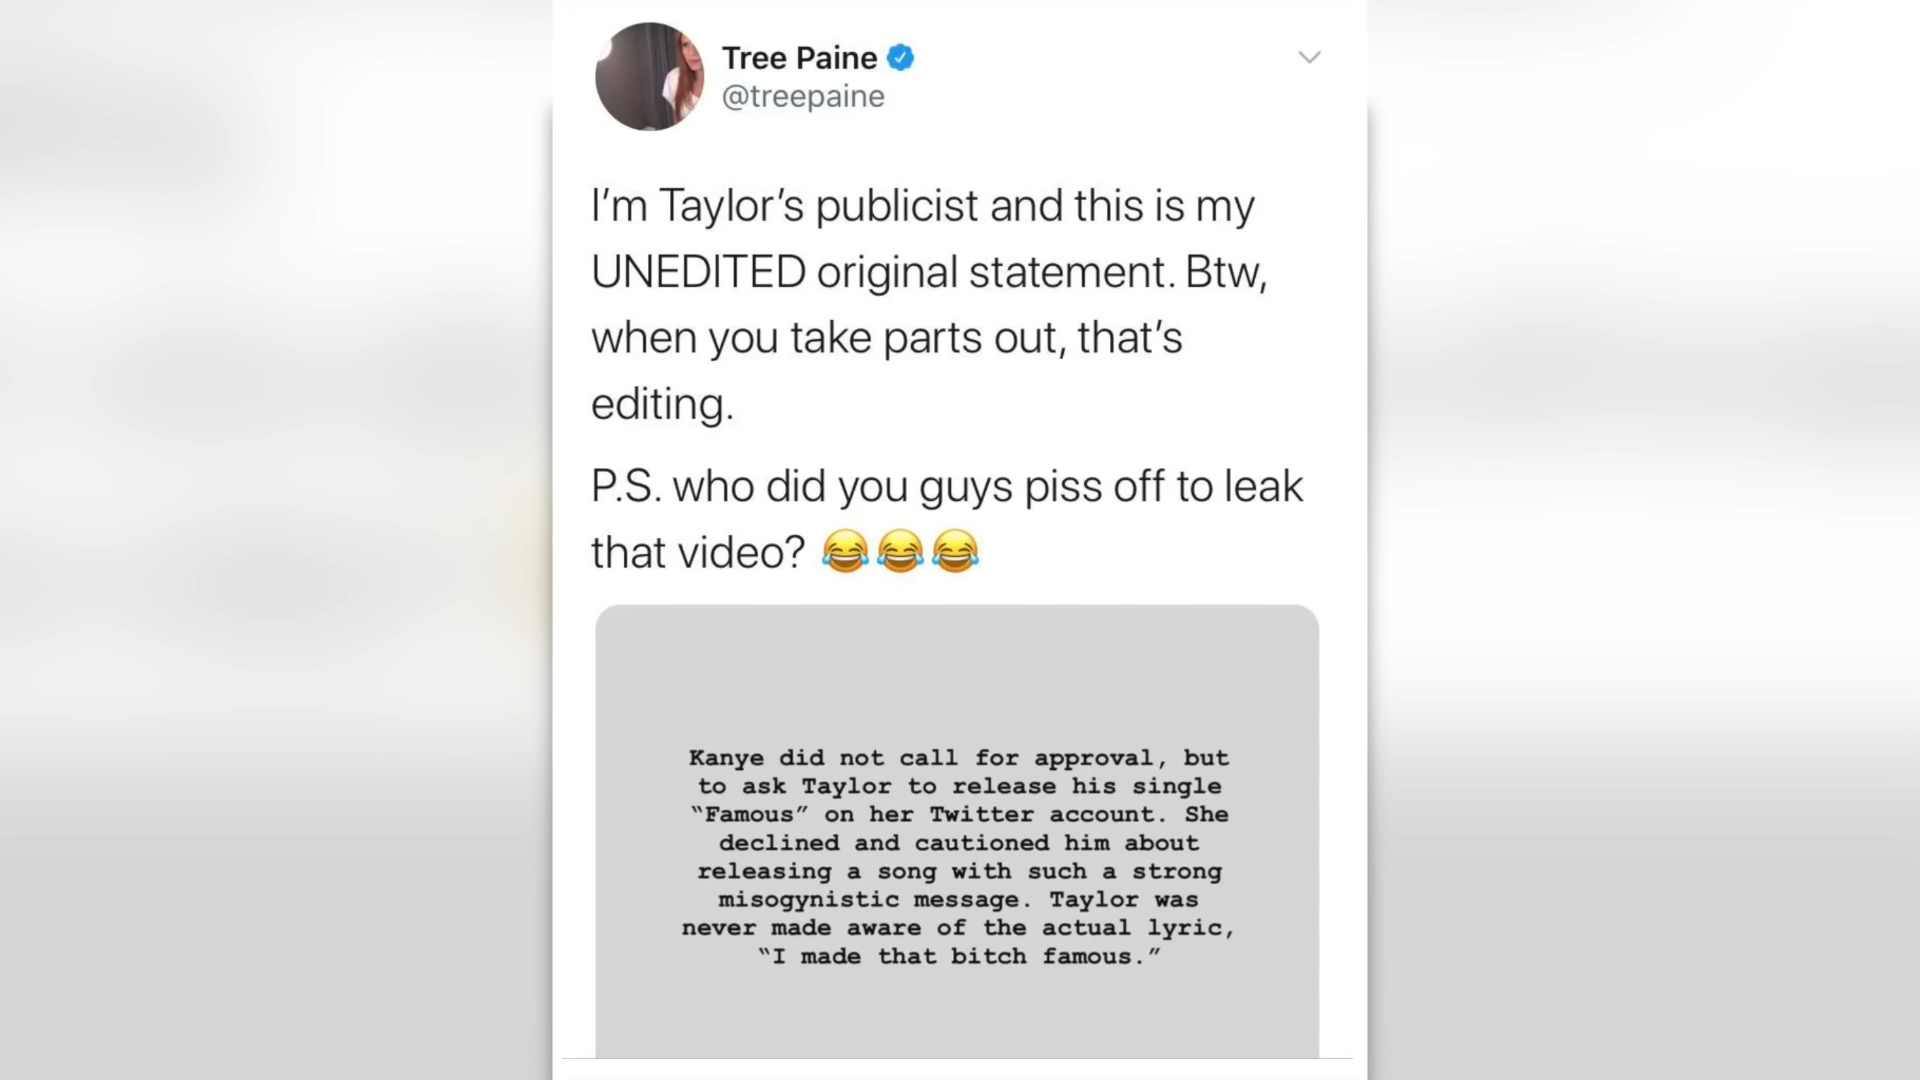 Tree Paine
@treepaine
I’m Taylor’s publicist and this is my
UNEDITED original statement. Btw,
when you take parts out, that’s
editing.
P.S. who did you guys piss off to leak
that video? 😂😂😂
Kanye did not call for approval, but
to ask Taylor to release his single
“Famous” on her Twitter account. She
declined and cautioned him about
releasing a song with such a strong
misogynistic message. Taylor was
never made aware of the actual lyric,
“I made that bitch famous.”